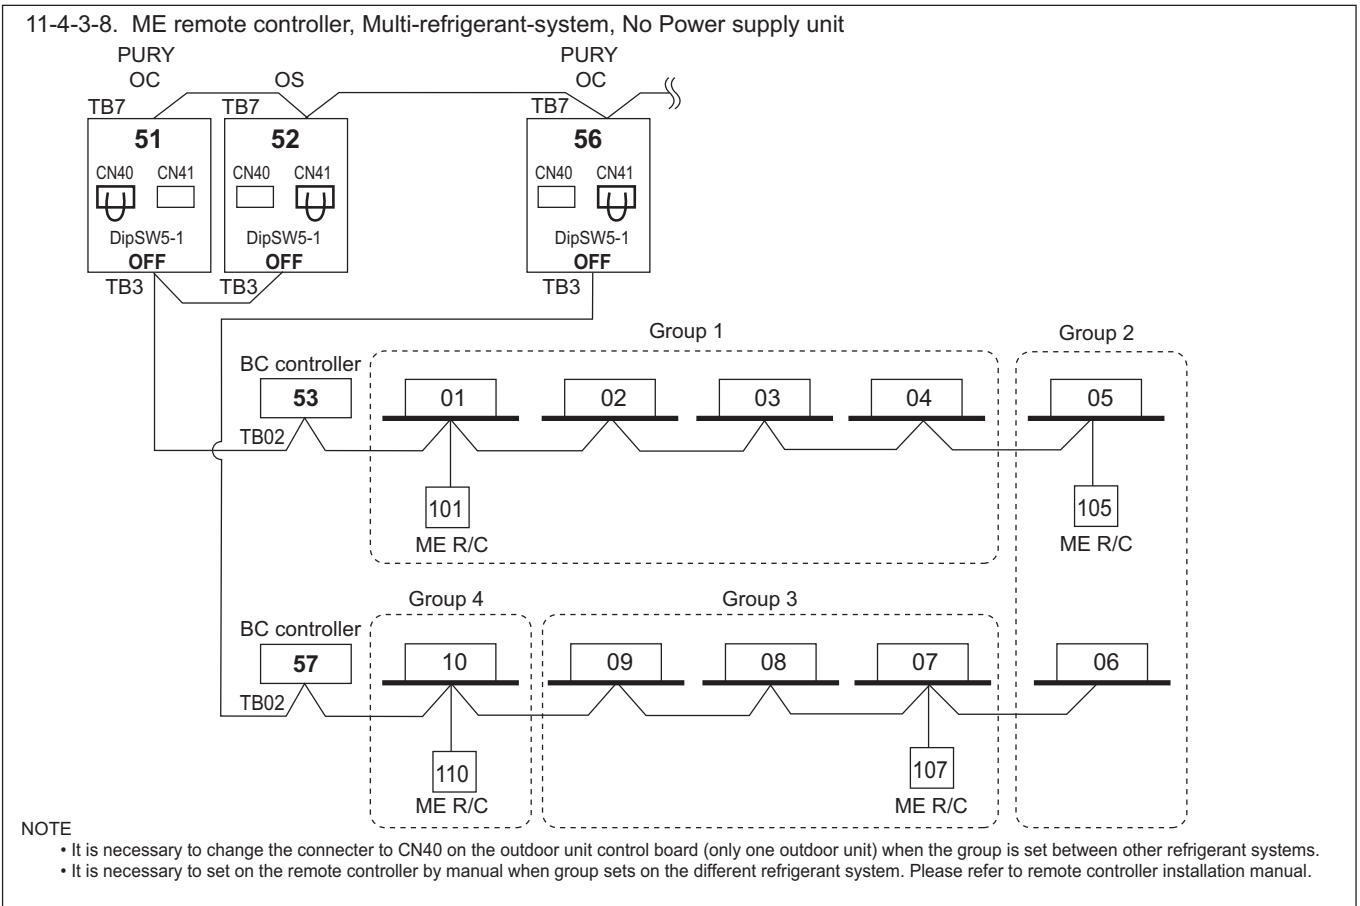 11-4-3-8. ME remote controller, Multi-refrigerant-system, No Power supply unit
PURY
OC
OS
PURY
OC
TB7
TB7
TB7
51
52
56
CN40 CN41
CN40 CN41
CN40 CN41
DipSW5-1
DipSW5-1
DipSW5-1
OFF
OFF
OFF
TB3
TB3
TB3
Group 1
Group 2
BC controller
53
01
02
03
04
05
TB02
101
105
ME R/C
ME R/C
Group 4
Group 3
BC controller
57
10
09
08
07
06
TB02
110
107
ME R/C
ME R/C
NOTE
• It is necessary to change the connecter to CN40 on the outdoor unit control board (only one outdoor unit) when the group is set between other refrigerant systems.
• It is necessary to set on the remote controller by manual when group sets on the different refrigerant system. Please refer to remote controller installation manual.